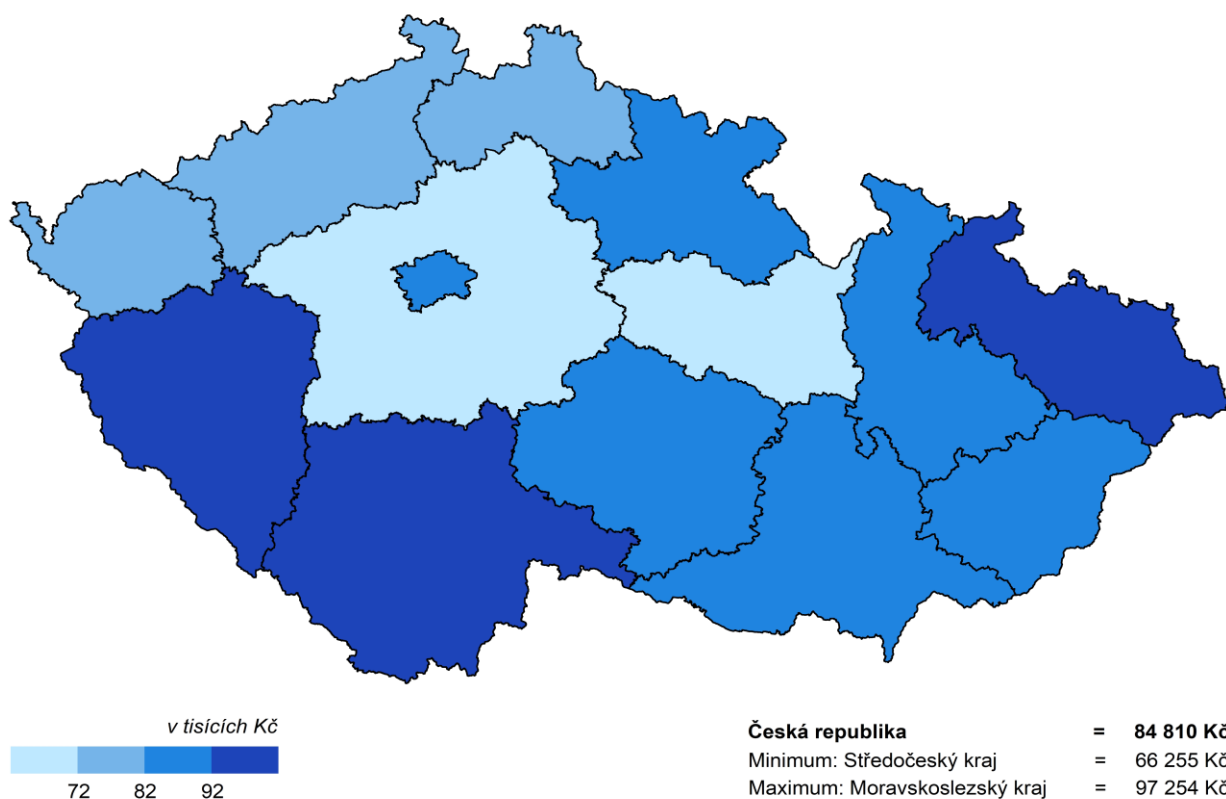 v tisících Kč
72 82 92
Česká republika = 84 810 Kč
Minimum: Středočeský kraj = 66 255 Kč
Maximum: Moravskoslezský kraj = 97 254 Kč